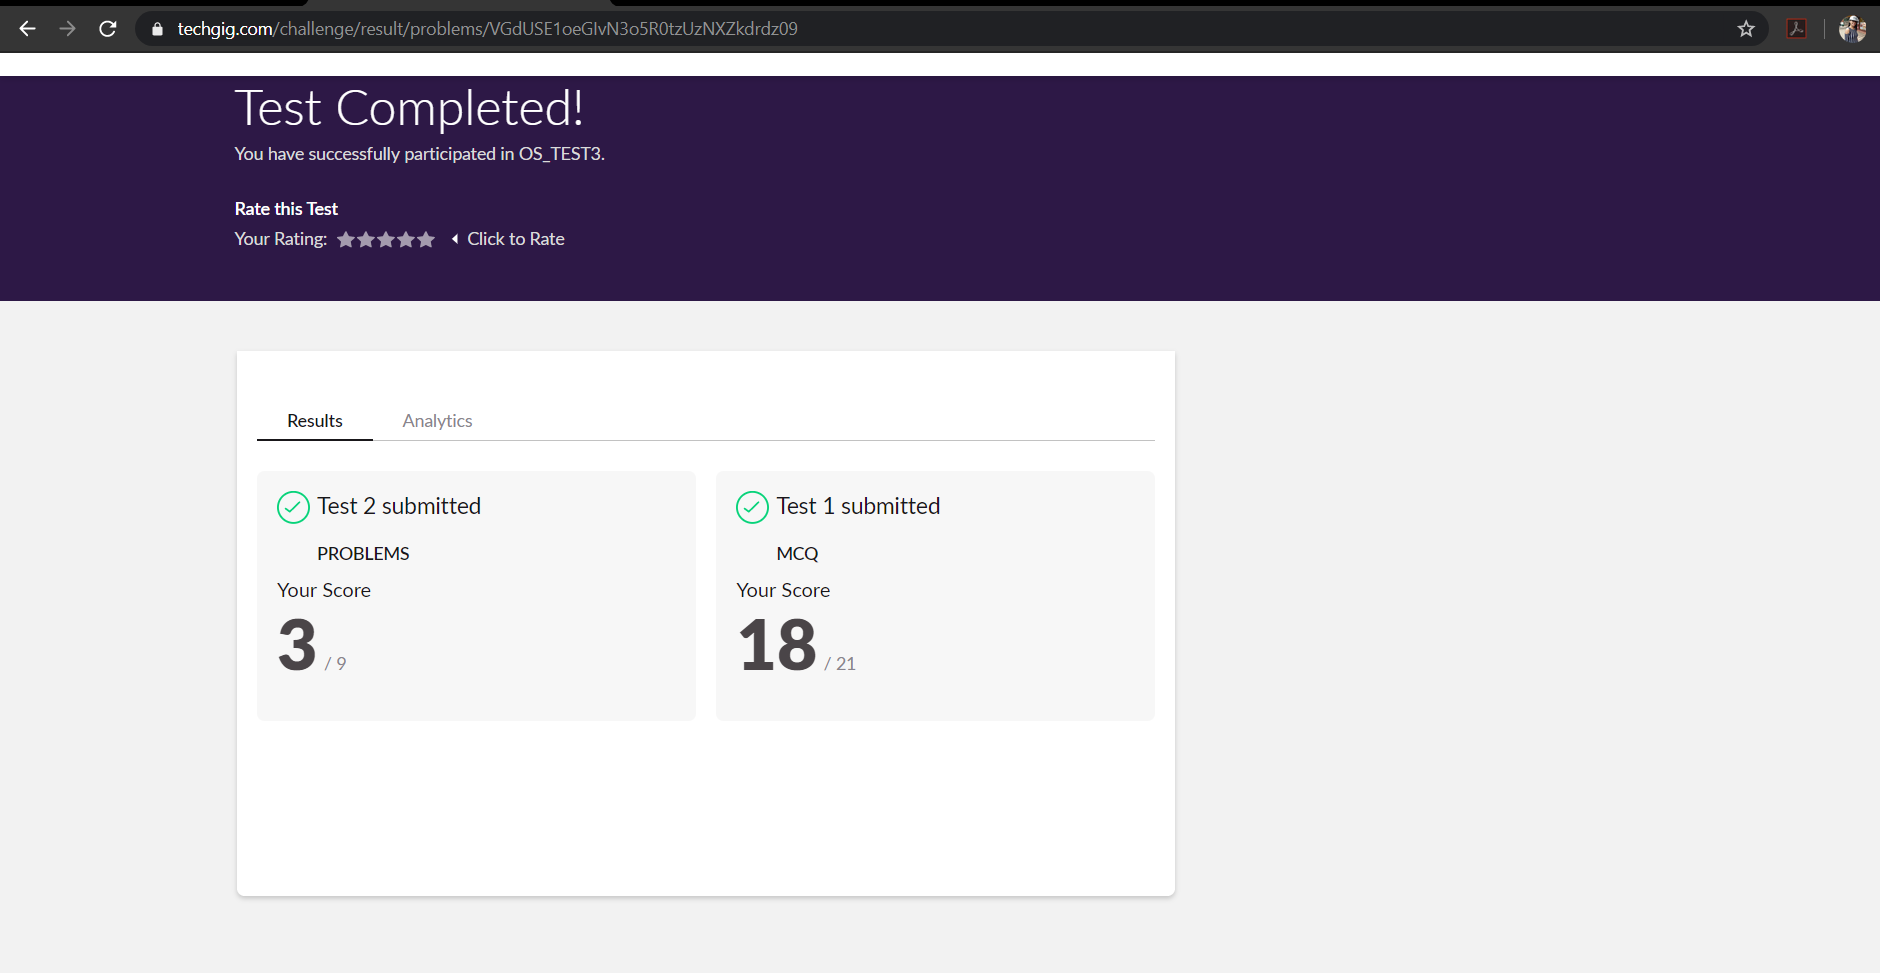 techgig.com/challenge/result/problems/VGdUSE1oeGIvN3o5R0tzUzNXZkdrdz09
Test Completed!
You have successfully participated in OS_TEST3.
Rate this Test
Your Rating: Click to Rate
Results Analytics
Test 2 submitted
PROBLEMS
Your Score
3 / 9
Test 1 submitted
MCQ
Your Score
18 / 21